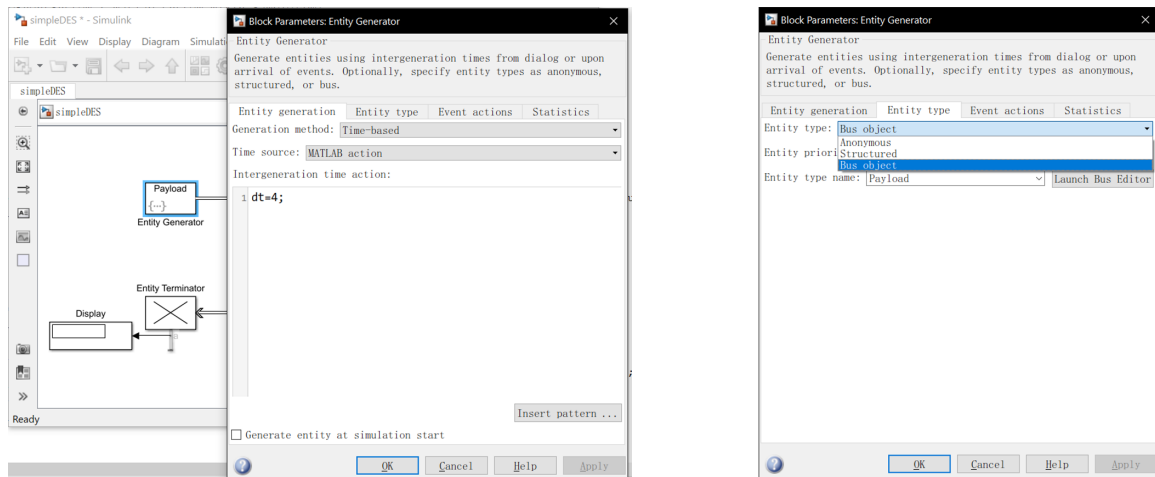 simpleDES * - Simulink
File Edit View Display Diagram Simulati
simpleDES
simpleDES
Payload
{...}
Entity Generator
Entity Terminator
Display
a
Ready
Block Parameters: Entity Generator
Entity Generator
Generate entities using intergeneration times from dialog or upon
arrival of events. Optionally, specify entity types as anonymous,
structured, or bus.
Entity generation Entity type Event actions Statistics
Generation method: Time-based
Time source: MATLAB action
Intergeneration time action:
1 dt=4;
Insert pattern ...
Generate entity at simulation start
OK Cancel Help Apply
Block Parameters: Entity Generator
Entity Generator
Generate entities using intergeneration times from dialog or upon
arrival of events. Optionally, specify entity types as anonymous,
structured, or bus.
Entity generation Entity type Event actions Statistics
Entity type: Bus object
Anonymous
Entity priori Structured
Bus object
Entity type name: Payload Launch Bus Editor
OK Cancel Help Apply